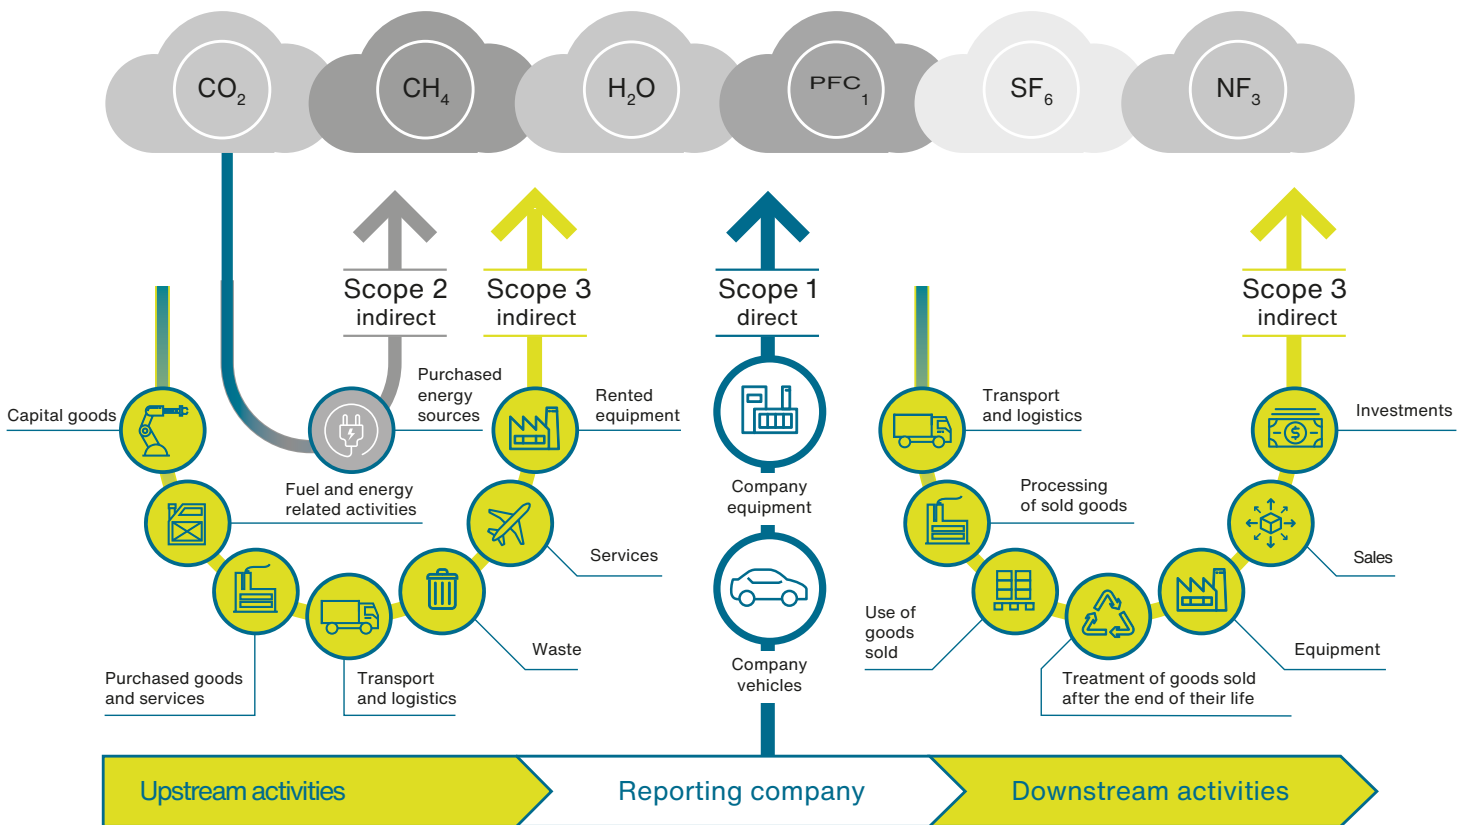 CO2
CH4
H2O
PFC1
SF6
NF3
Scope 2
indirect
Scope 3
indirect
Scope 1
direct
Scope 3
indirect
Capital goods
Purchased
energy
sources
Rented
equipment
Fuel and energy
related activities
Services
Waste
Purchased goods
and services
Transport
and logistics
Company
equipment
Company
vehicles
Transport
and logistics
Processing
of sold goods
Use of
goods
sold
Treatment of goods sold
after the end of their life
Equipment
Sales
Investments
$
Upstream activities
Reporting company
Downstream activities